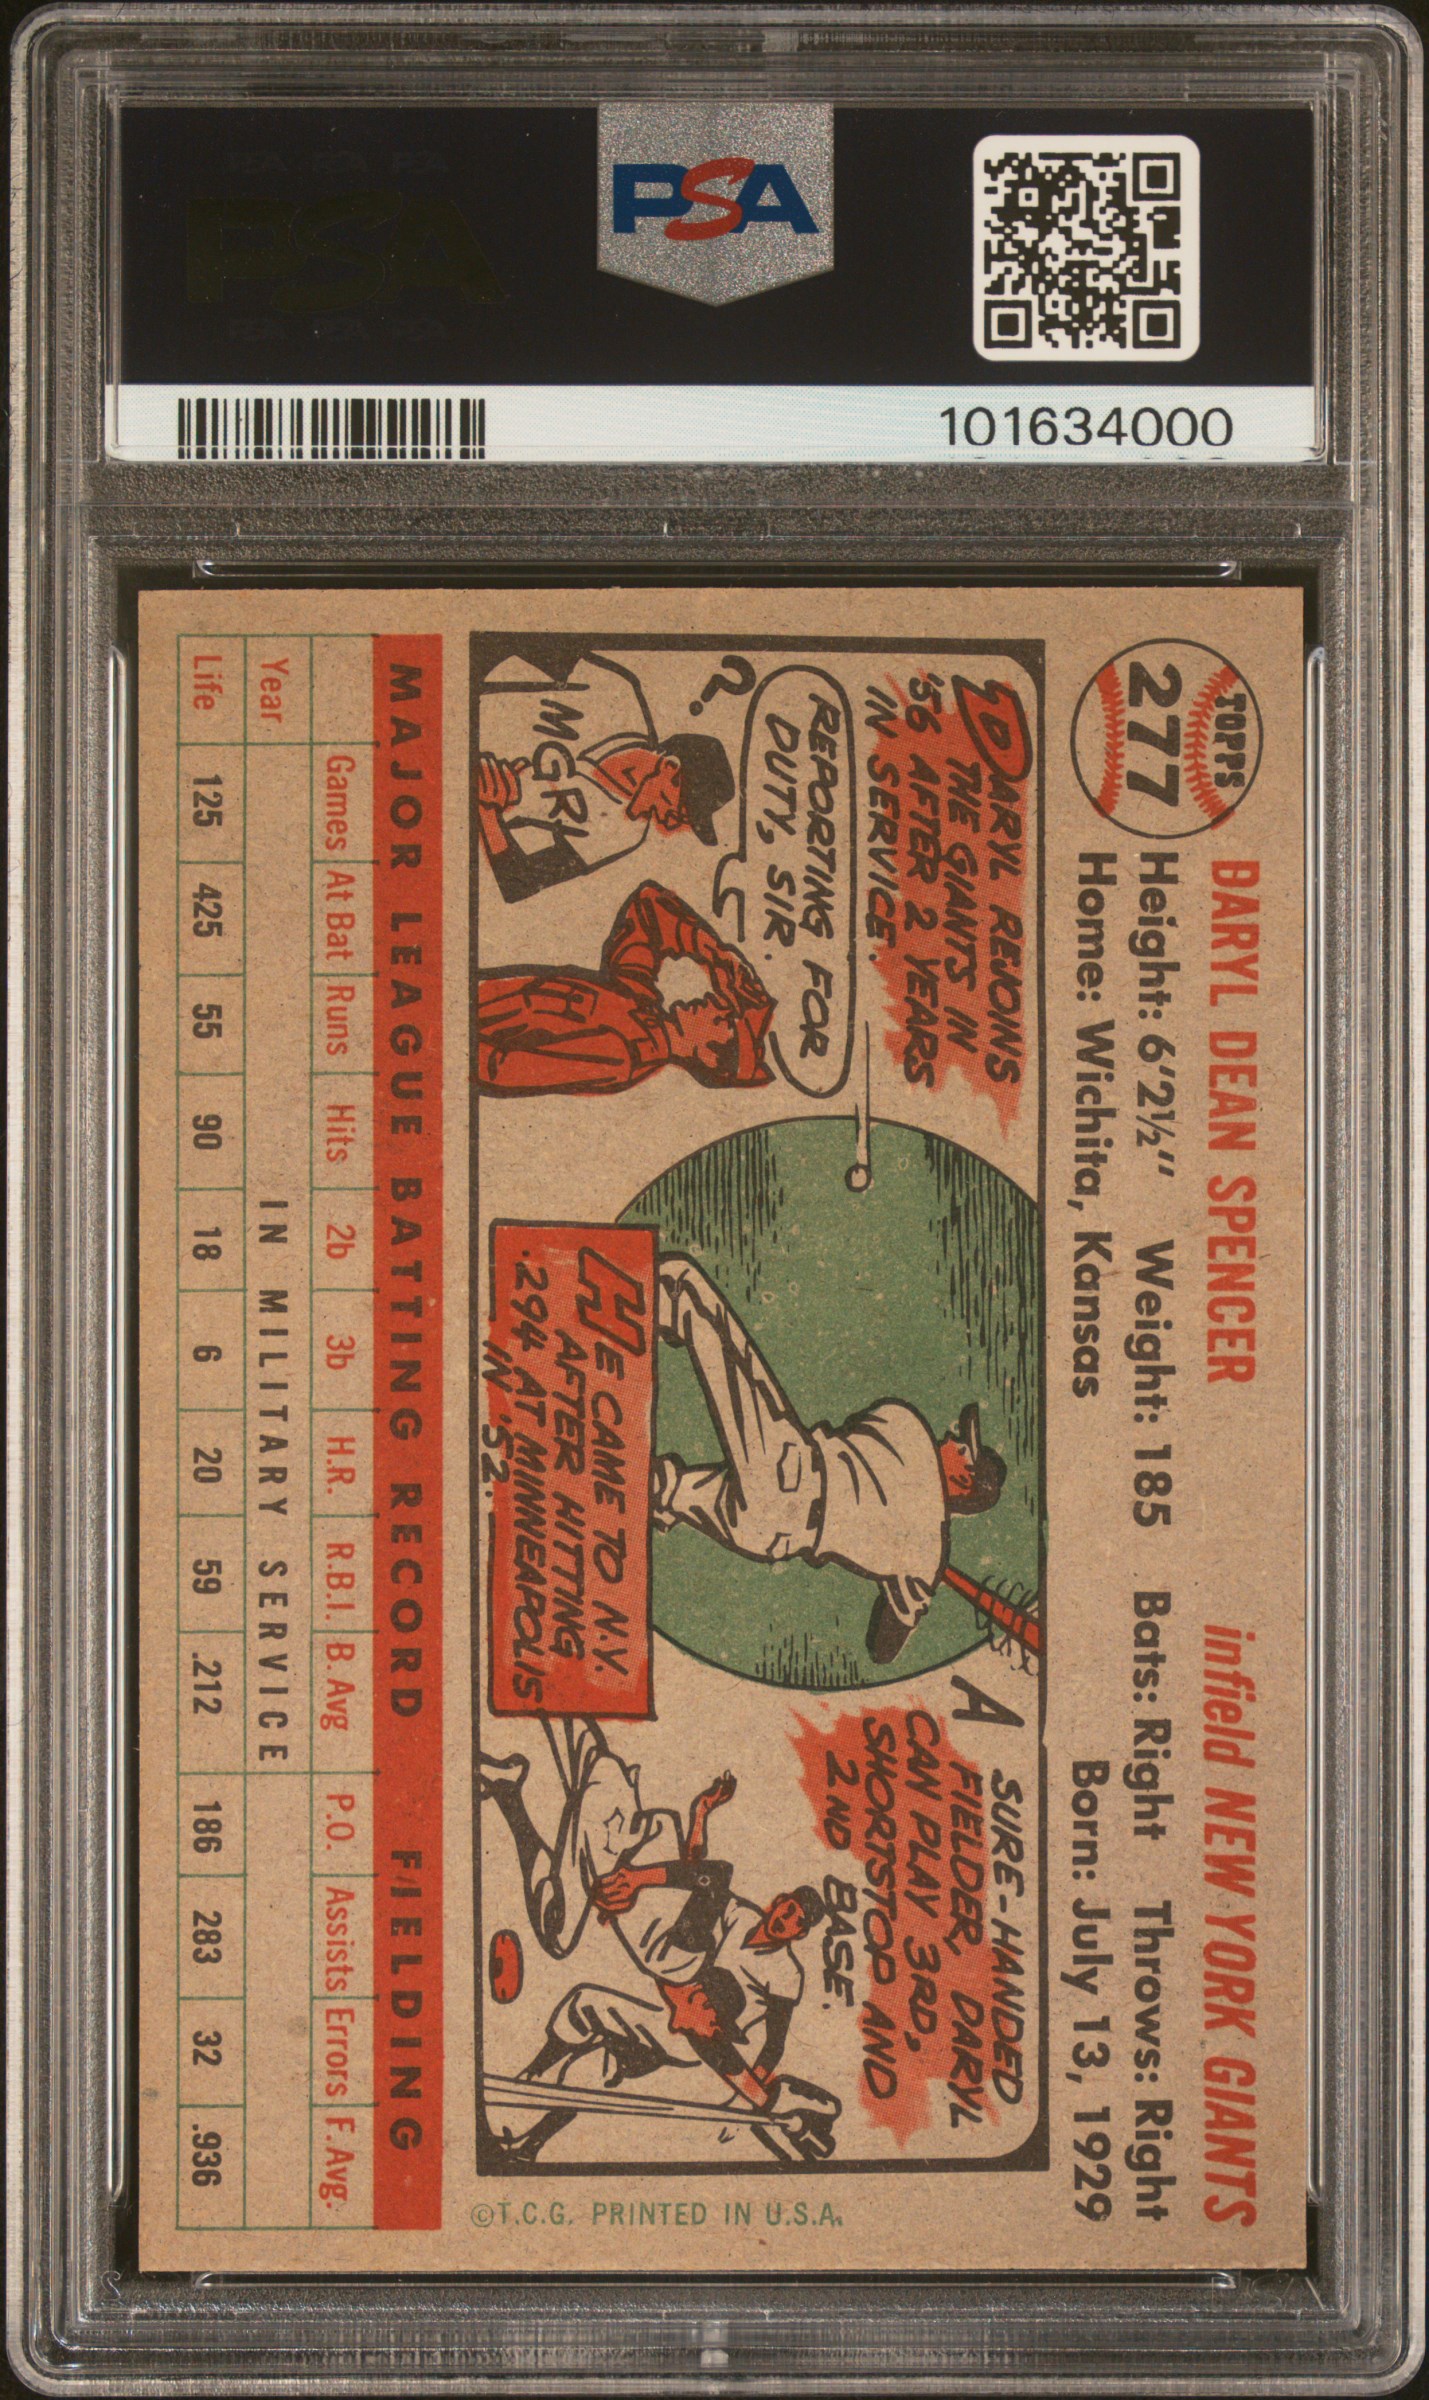 PSA
101634000
TOPPS
277
DARYL DEAN SPENCER
infield NEW YORK GIANTS
Height: 6'2½" Weight: 185 Bats: Right Throws: Right
Home: Wichita, Kansas Born: July 13, 1929
DARYL REJOINS
THE GIANTS IN
'56 AFTER 2 YEARS
IN SERVICE.
REPORTING FOR
DUTY, SIR.
?
MGR.
HE CAME TO N.Y.
AFTER HITTING
.294 AT MINNEAPOLIS
IN '52.
A SURE-HANDED
FIELDER, DARYL
CAN PLAY 3RD,
SHORTSTOP AND
2ND BASE.
©T.C.G. PRINTED IN U.S.A.
MAJOR LEAGUE BATTING RECORD FIELDING
Games At Bat Runs Hits 2b 3b H.R. R.B.I. B. Avg P.O. Assists Errors F. Avg.
Year IN MILITARY SERVICE
Life 125 425 55 90 18 6 20 59 .212 186 283 32 .936